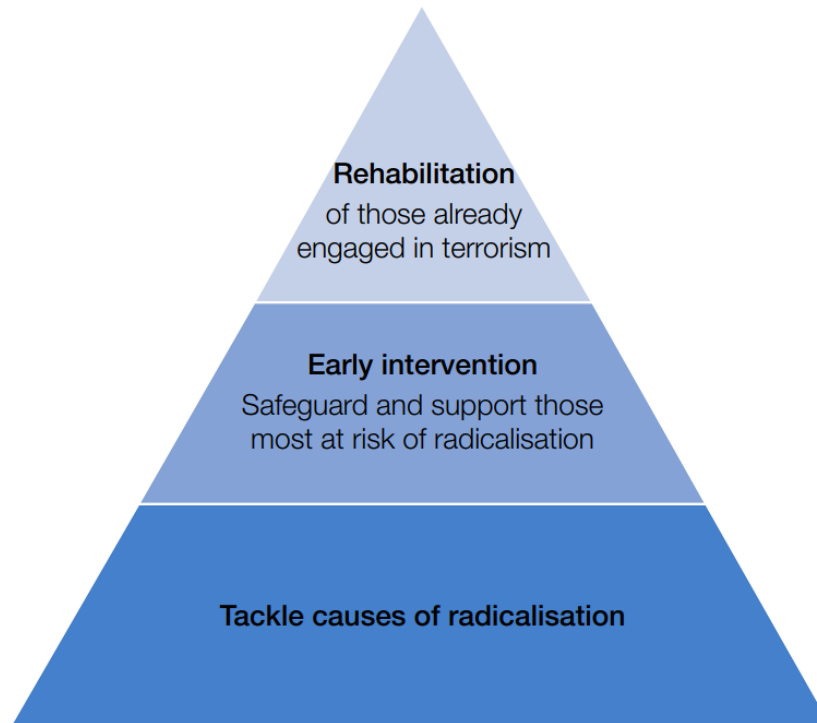 Rehabilitation
of those already
engaged in terrorism
Early intervention
Safeguard and support those
most at risk of radicalisation
Tackle causes of radicalisation